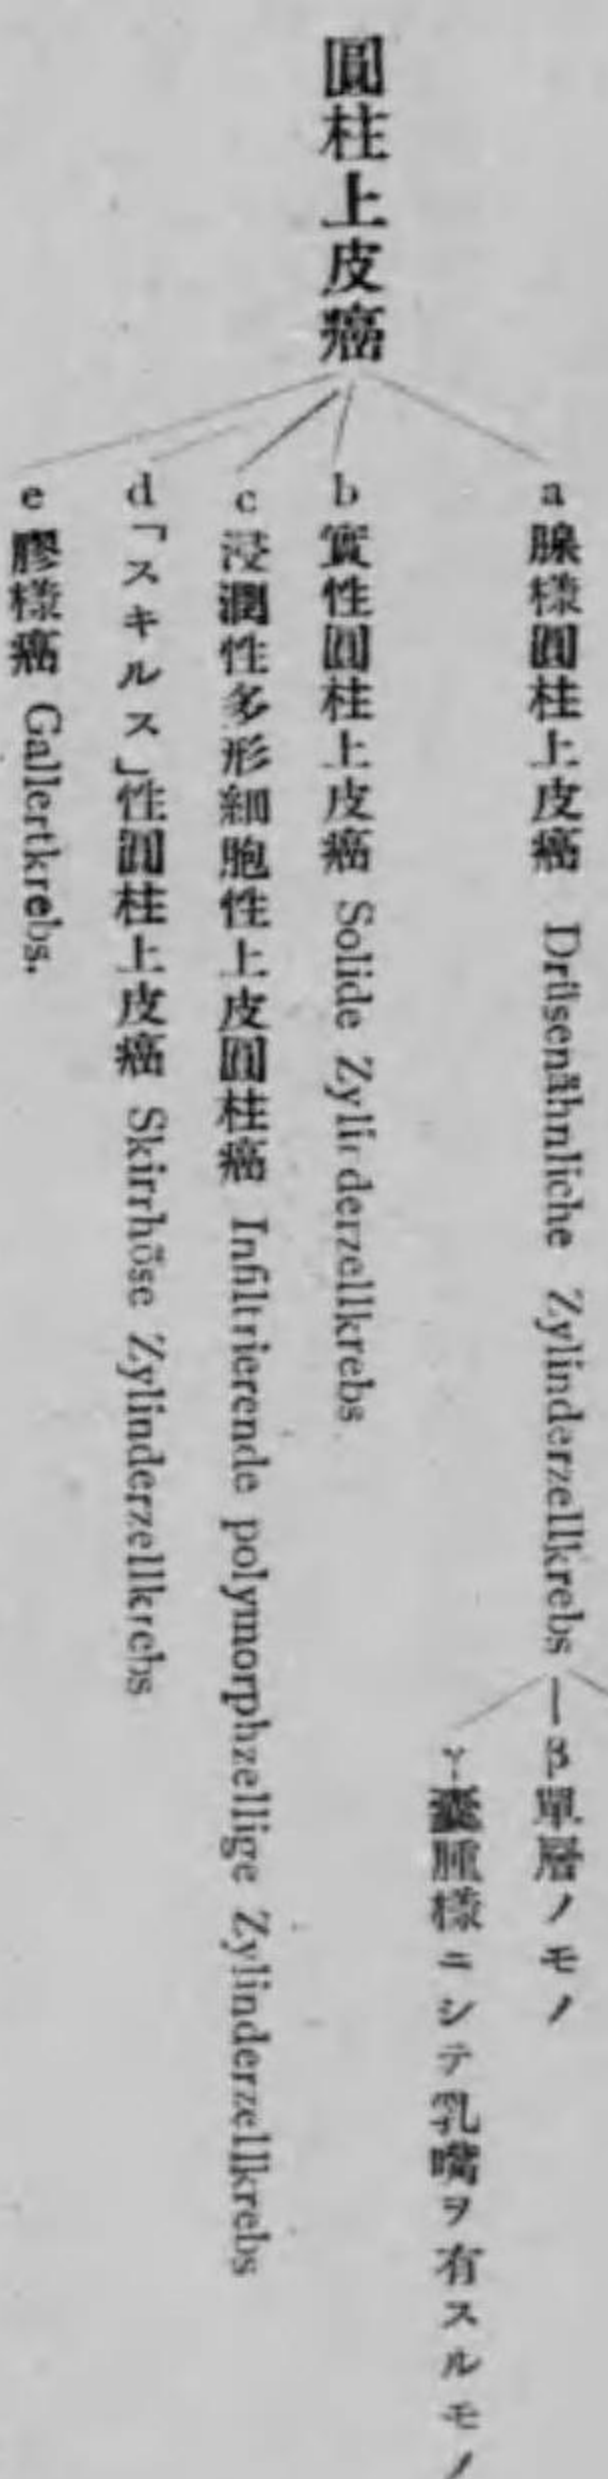 圓柱上皮癌
a 腺樣圓柱上皮癌 Drüsenähnliche Zylinderzellkrebs
β 單層ノモノ
γ 囊腫樣ニシテ乳嘴ヲ有スルモノ
b 實性圓柱上皮癌 Solide Zylinderzellkrebs
c 浸潤性多形細胞性上皮圓柱癌 Infiltrierende polymorphzellige Zylinderzellkrebs
d 「スキルス」性圓柱上皮癌 Skirrhöse Zylinderzellkrebs
e 膠樣癌 Gallertkrebs.